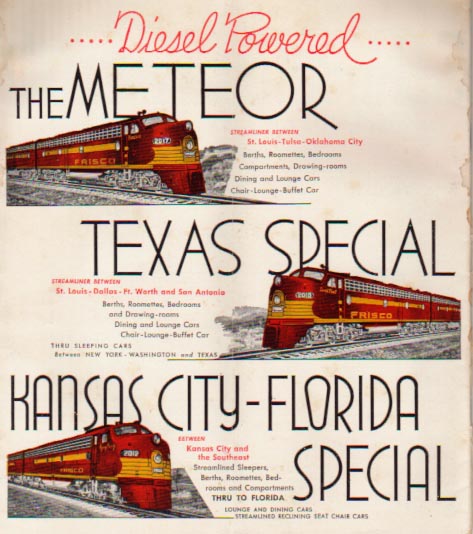 Diesel Powered
THE METEOR
STREAMLINER BETWEEN
St. Louis-Tulsa-Oklahoma City
Berths, Roomettes, Bedrooms
Compartments, Drawing-rooms
Dining and Lounge Cars
Chair-Lounge-Buffet Car
FRISCO
TEXAS SPECIAL
STREAMLINER BETWEEN
St. Louis-Dallas-Ft. Worth and San Antonio
Berths, Roomettes, Bedrooms
and Drawing-rooms
Dining and Lounge Cars
Chair-Lounge-Buffet Car
THRU SLEEPING CARS
Between NEW YORK-WASHINGTON and TEXAS
2010
FRISCO
KANSAS CITY-FLORIDA
SPECIAL
BETWEEN
Kansas City and
the Southeast
Streamlined Sleepers,
Berths, Roomettes, Bed-
rooms and Compartments
THRU TO FLORIDA
LOUNGE AND DINING CARS
STREAMLINED RECLINING SEAT CHAIR CARS
2012
FRISCO